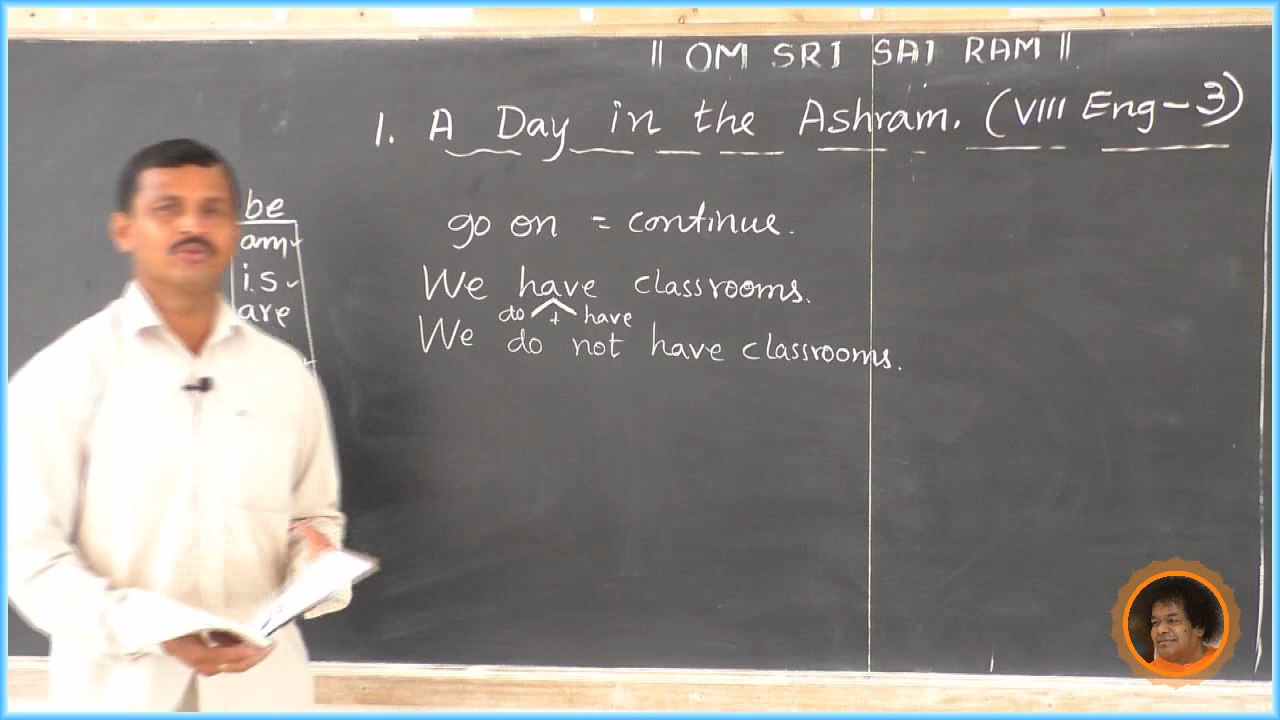 || OM SRI SAI RAM ||
1. A Day in the Ashram. (VIII Eng-3)
be
am ✓
is ✓
are
go on = continue.
We have classrooms.
do + have
We do not have classrooms.